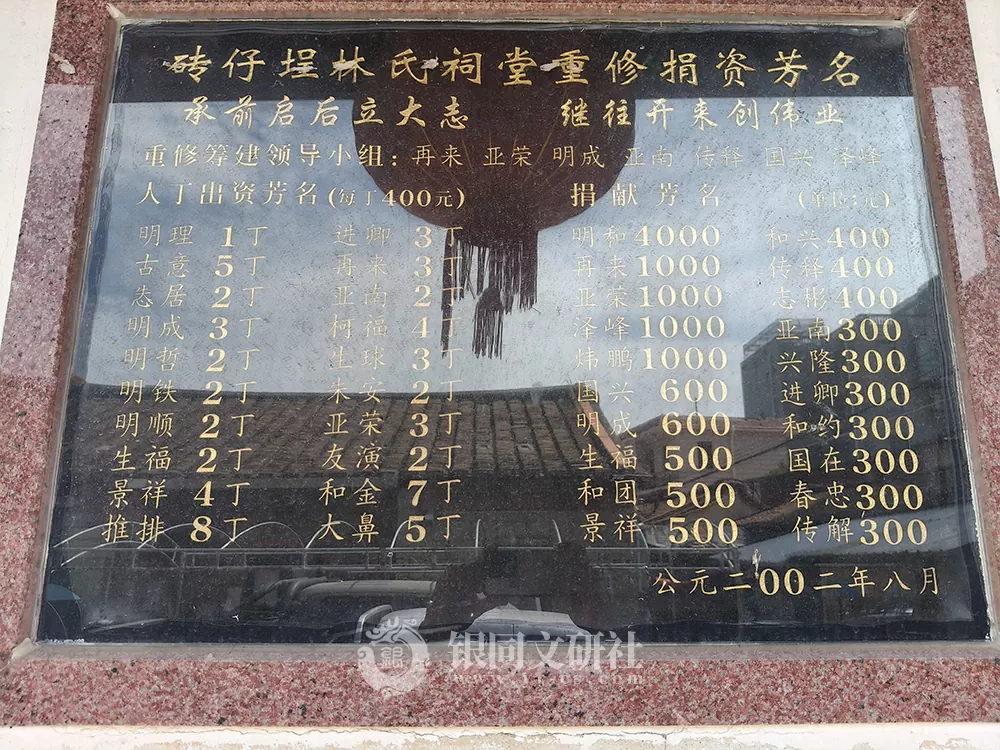 砖仔埕林氏祠堂重修捐资芳名
承前启后立大志 继往开来创伟业
重修筹建领导小组：再来 亚荣 明成 亚南 传释 国兴 泽峰
人丁出资芳名(每丁400元) 捐献芳名 (单位:元)
明理 1丁 进卿 3丁 明和 4000 和兴 400
古意 5丁 再来 3丁 再来 1000 传释 400
怣居 2丁 亚南 2丁 亚荣 1000 志彬 400
明成 3丁 柯福 4丁 泽峰 1000 亚南 300
明哲 2丁 生球 3丁 炜鹏 1000 兴隆 300
明铁 2丁 朱安 2丁 国兴 600 进卿 300
明顺 2丁 亚荣 3丁 明成 600 和约 300
生福 2丁 友演 2丁 生福 500 国在 300
景祥 4丁 和金 7丁 和团 500 春忠 300
推排 8丁 大鼻 5丁 景祥 500 传解 300
公元二00二年八月
银同文研社